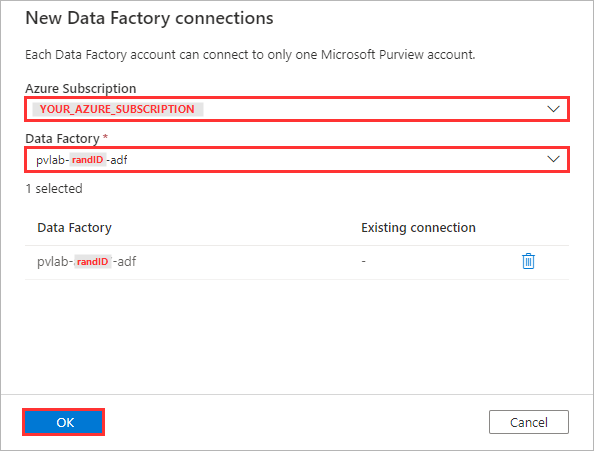 New Data Factory connections
Each Data Factory account can connect to only one Microsoft Purview account.
Azure Subscription
YOUR_AZURE_SUBSCRIPTION
Data Factory *
pvlab-randID-adf
1 selected
Data Factory Existing connection
pvlab-randID-adf -
OK Cancel